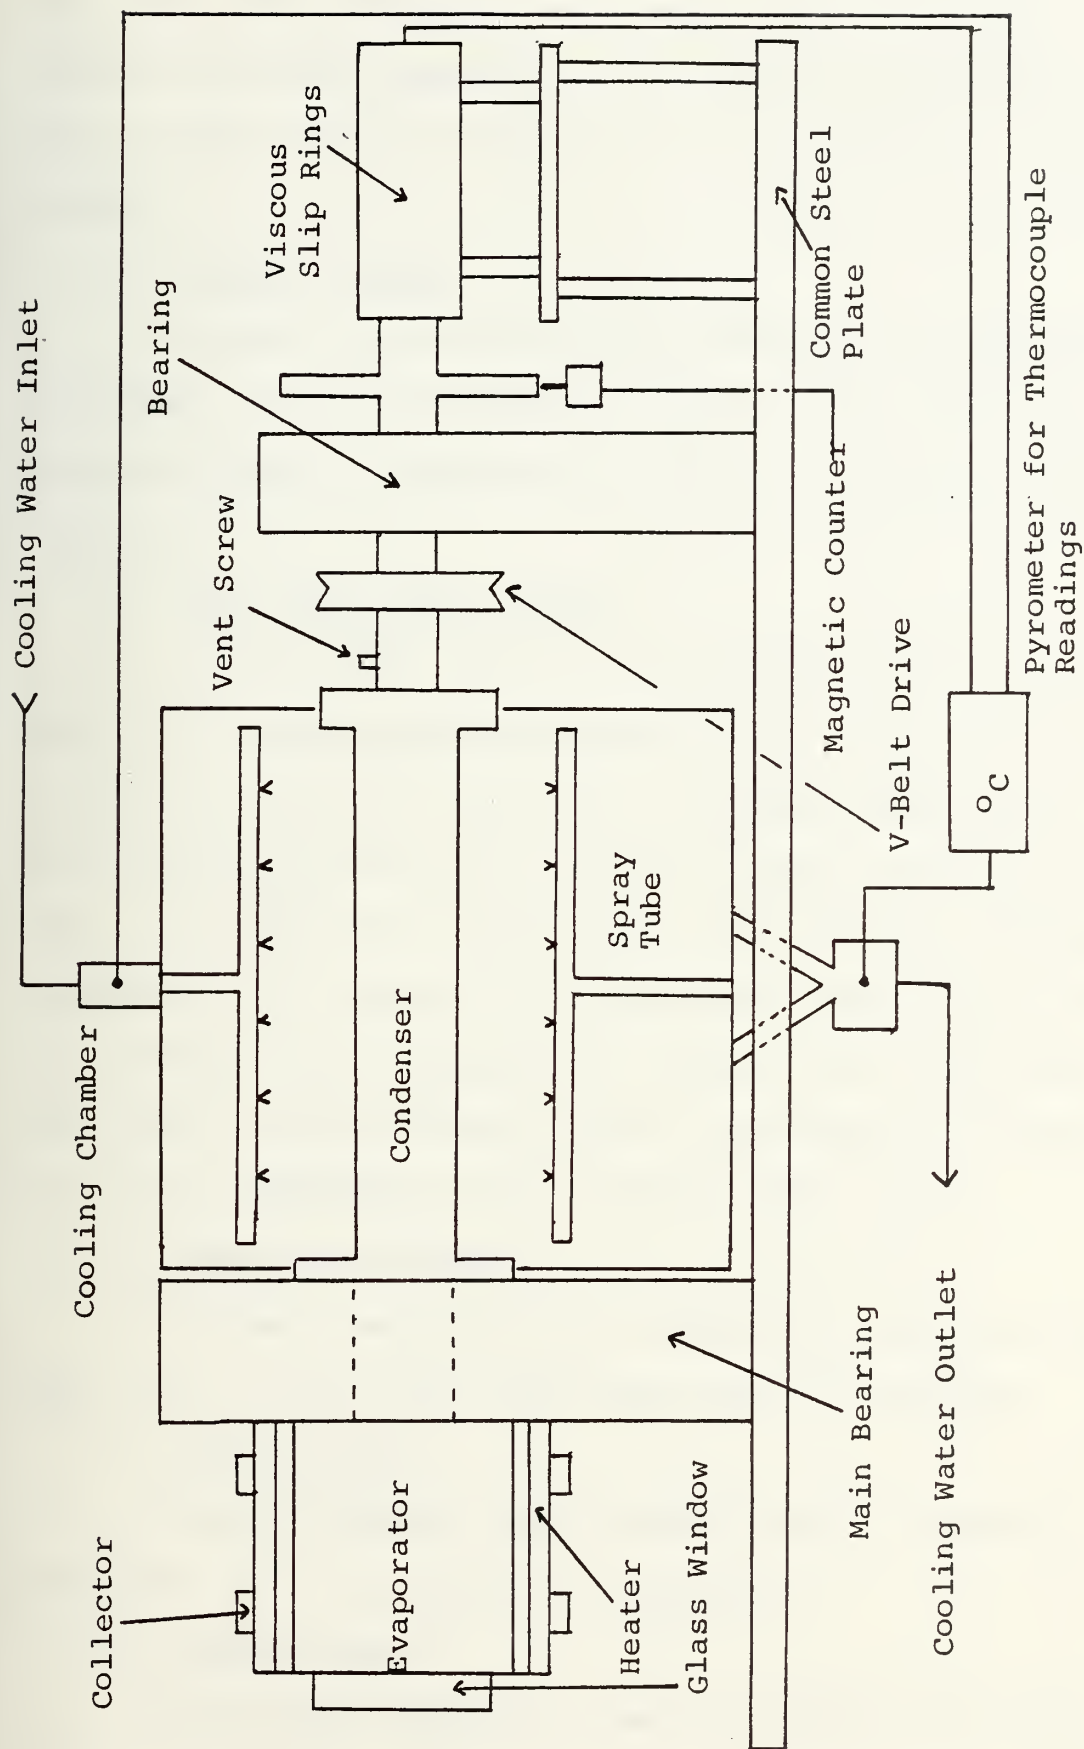 Cooling Water Inlet
Cooling Chamber
Vent Screw
Bearing
Viscous
Slip Rings
Collector
Evaporator
Condenser
Spray
Tube
Heater
Glass Window
Main Bearing
Cooling Water Outlet
V-Belt Drive
Magnetic Counter
Common Steel
Plate
°C
Pyrometer for Thermocouple
Readings